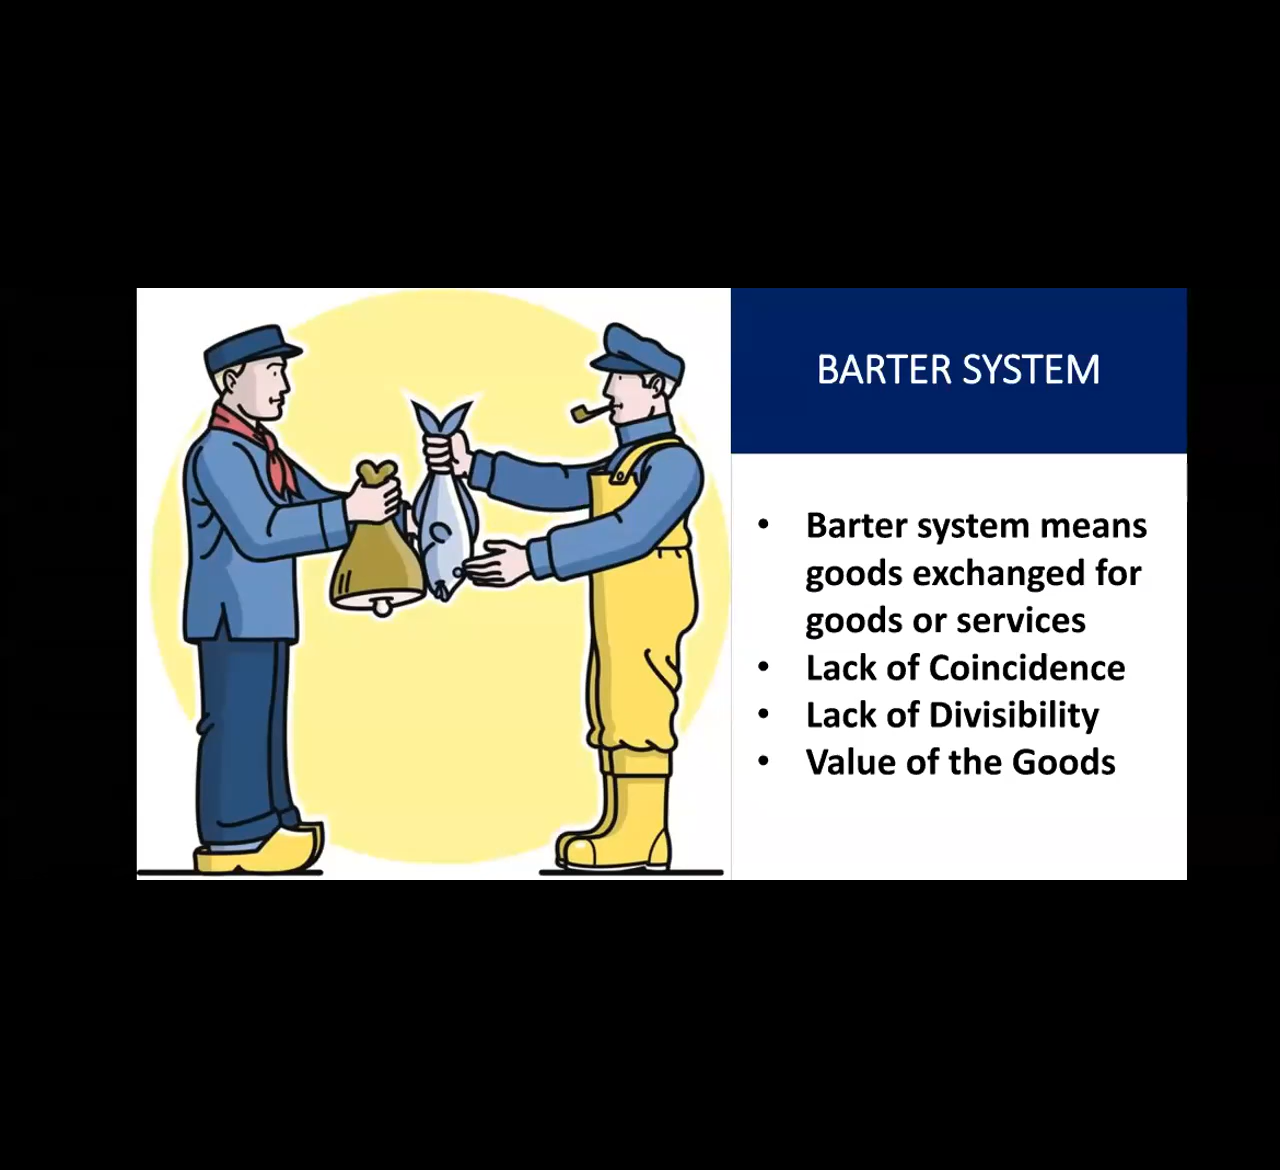 BARTER SYSTEM
• Barter system means
goods exchanged for
goods or services
• Lack of Coincidence
• Lack of Divisibility
• Value of the Goods